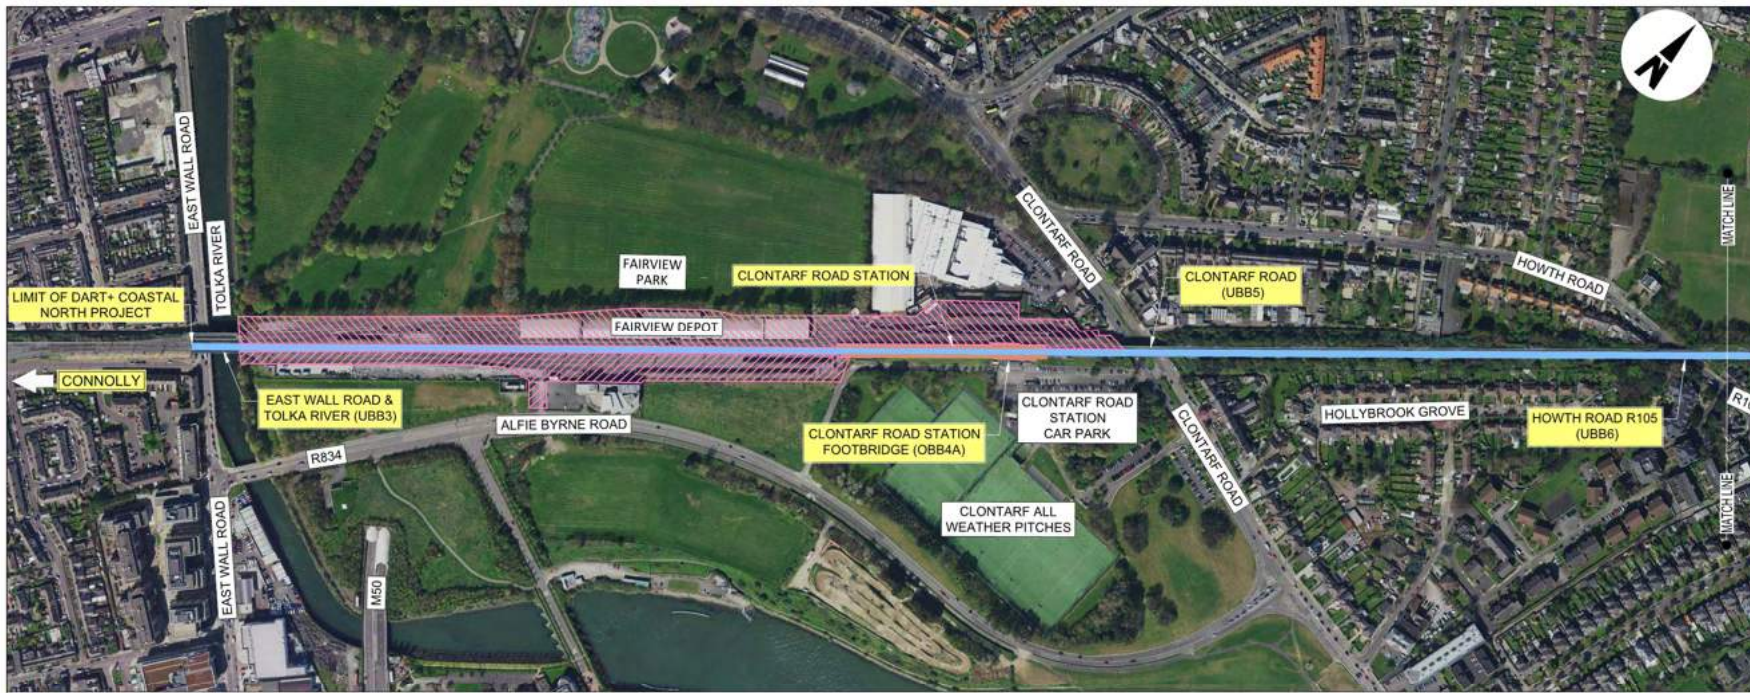 EAST WALL ROAD
TOLKA RIVER
LIMIT OF DART+ COASTAL
NORTH PROJECT
CONNOLLY
EAST WALL ROAD &
TOLKA RIVER (UBB3)
FAIRVIEW
PARK
FAIRVIEW DEPOT
CLONTARF ROAD STATION
CLONTARF ROAD
CLONTARF ROAD
(UBB5)
HOWTH ROAD
N
MATCH LINE
ALFIE BYRNE ROAD
R834
EAST WALL ROAD
M50
CLONTARF ROAD STATION
FOOTBRIDGE (OBB4A)
CLONTARF ROAD
STATION
CAR PARK
CLONTARF ALL
WEATHER PITCHES
CLONTARF ROAD
HOLLYBROOK GROVE
HOWTH ROAD R105
(UBB6)
MATCH LINE